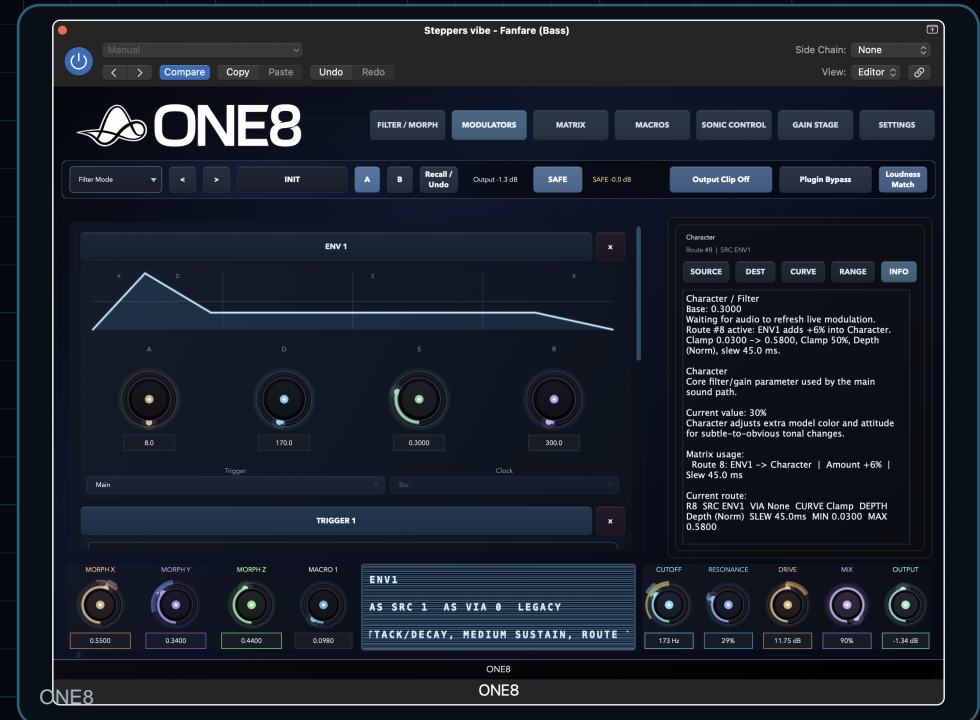 Steppers vibe - Fanfare (Bass)
Manual
Side Chain: None
< > Compare Copy Paste Undo Redo
View: Editor
ONE8
FILTER / MORPH MODULATORS MATRIX MACROS SONIC CONTROL GAIN STAGE SETTINGS
Filter Mode < > INIT A B Recall / Undo Output -1.3 dB SAFE SAFE -0.0 dB Output Clip Off Plugin Bypass Loudness Match
ENV 1 x
A D S R
A D S R
8.0 170.0 0.3000 300.0
Trigger Clock
Main Bar
TRIGGER 1 x
Character
Route #8 | SRC ENV1
SOURCE DEST CURVE RANGE INFO
Character / Filter
Base: 0.3000
Waiting for audio to refresh live modulation.
Route #8 active: ENV1 adds +6% into Character.
Clamp 0.0300 -> 0.5800, Clamp 50%, Depth
(Norm), slew 45.0 ms.
Character
Core filter/gain parameter used by the main
sound path.
Current value: 30%
Character adjusts extra model color and attitude
for subtle-to-obvious tonal changes.
Matrix usage:
Route 8: ENV1 -> Character | Amount +6% |
Slew 45.0 ms
Current route:
R8 SRC ENV1 VIA None CURVE Clamp DEPTH
Depth (Norm) SLEW 45.0ms MIN 0.0300 MAX
0.5800
MORPH X MORPH Y MORPH Z MACRO 1
0.5500 0.3400 0.4400 0.0980
ENV1
AS SRC 1 AS VIA 0 LEGACY
TACK/DECAY, MEDIUM SUSTAIN, ROUTE
CUTOFF RESONANCE DRIVE MIX OUTPUT
173 Hz 29% 11.75 dB 90% -1.34 dB
ONE8
ONE8
ONE8